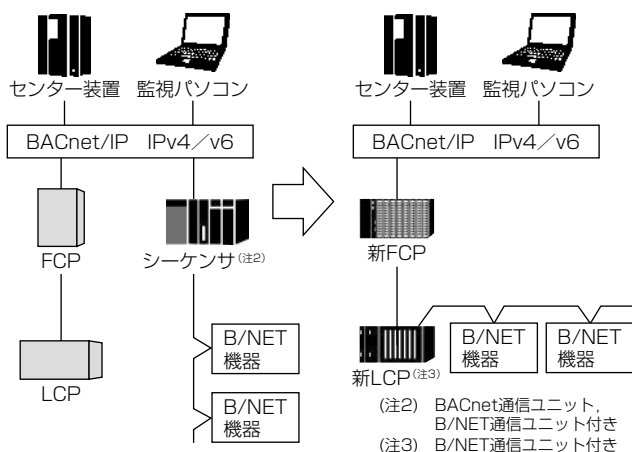 センター装置 監視パソコン
BACnet/IP IPv4／v6
FCP
シーケンサ(注2)
LCP
B/NET
機器
B/NET
機器
センター装置 監視パソコン
BACnet/IP IPv4／v6
新FCP
新LCP(注3)
B/NET
機器
B/NET
機器
(注2) BACnet通信ユニット，
B/NET通信ユニット付き
(注3) B/NET通信ユニット付き